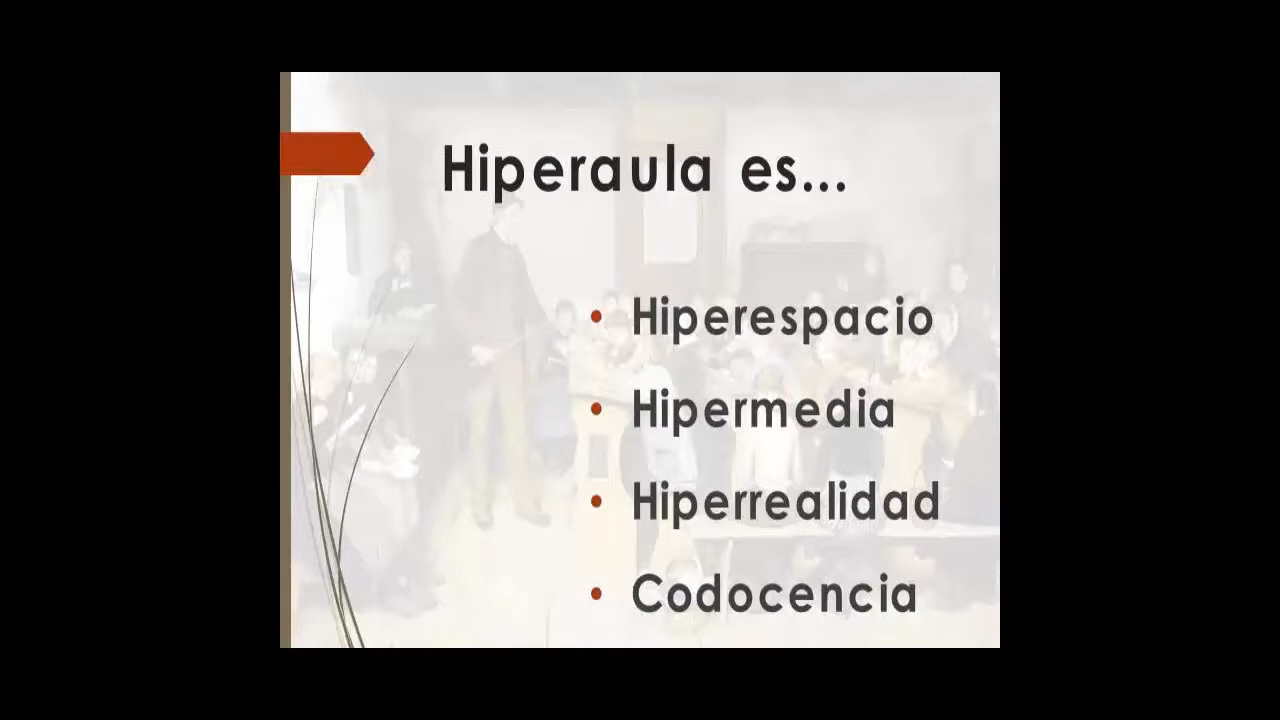 Hiperaula es...
• Hiperespacio
• Hipermedia
• Hiperrealidad
• Codocencia